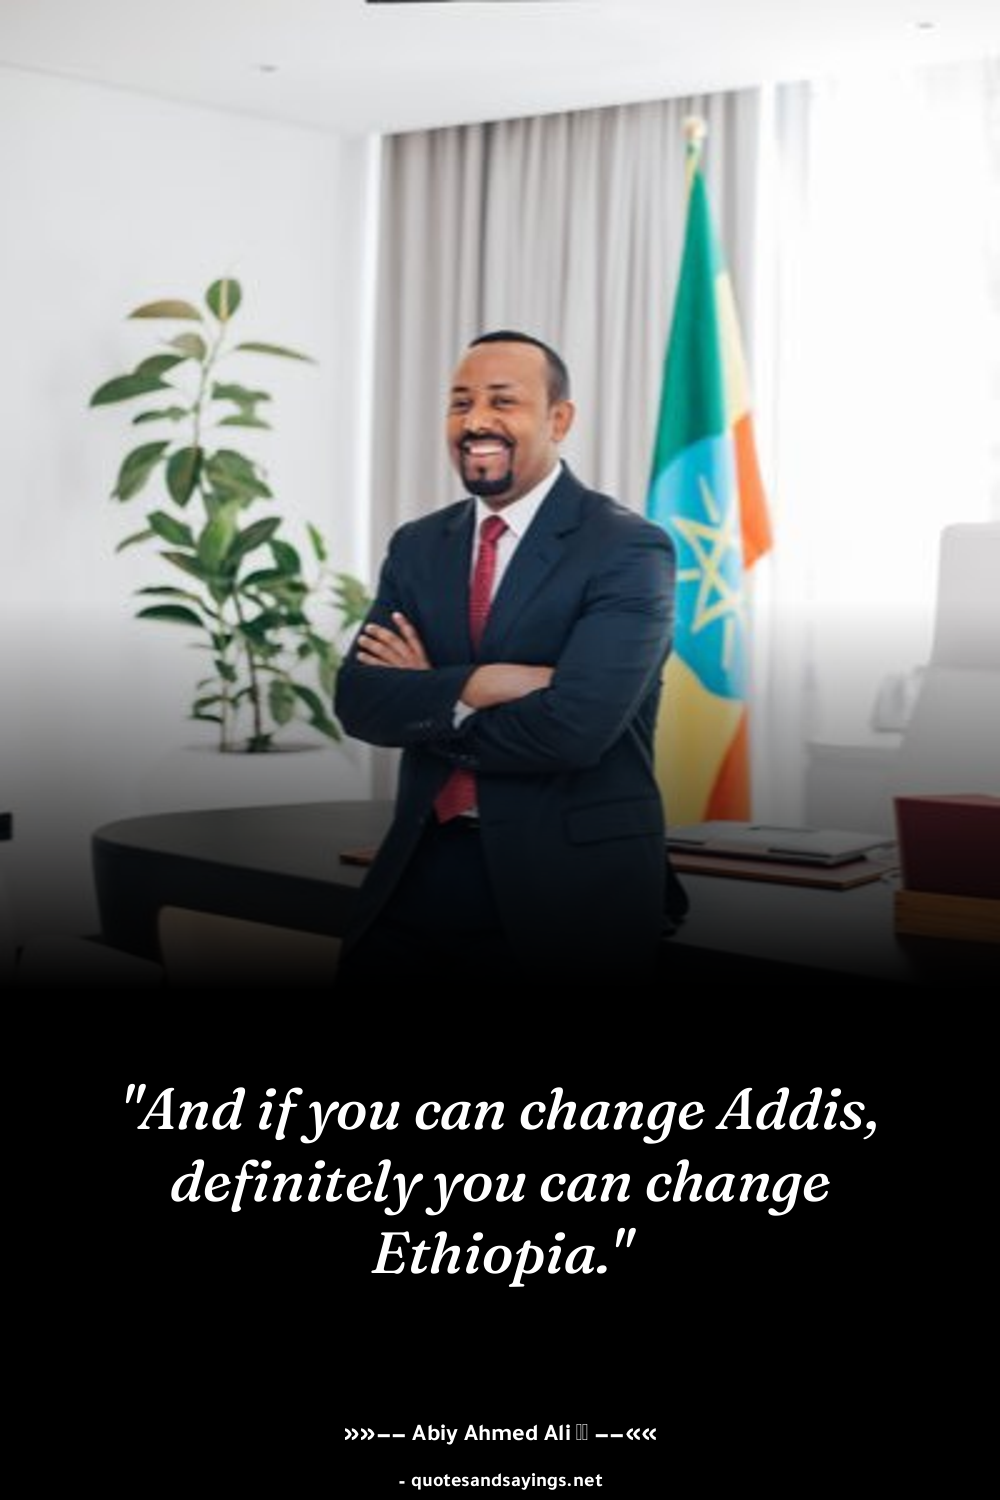 "And if you can change Addis,
definitely you can change
Ethiopia."
»»−− Abiy Ahmed Ali −−««
- quotesandsayings.net